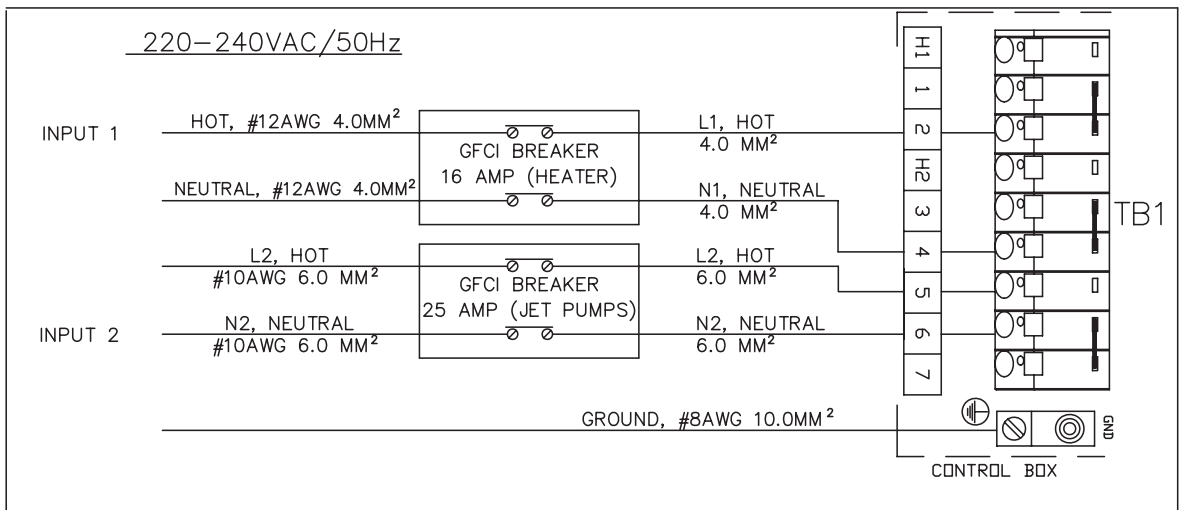 220-240VAC/50Hz
INPUT 1
HOT, #12AWG 4.0MM²
NEUTRAL, #12AWG 4.0MM²
GFCI BREAKER
16 AMP (HEATER)
L1, HOT
4.0 MM²
N1, NEUTRAL
4.0 MM²
INPUT 2
L2, HOT
#10AWG 6.0 MM²
N2, NEUTRAL
#10AWG 6.0 MM²
GFCI BREAKER
25 AMP (JET PUMPS)
L2, HOT
6.0 MM²
N2, NEUTRAL
6.0 MM²
GROUND, #8AWG 10.0MM²
H1
1
2
H2
3
4
5
6
7
TB1
GND
CONTROL BOX